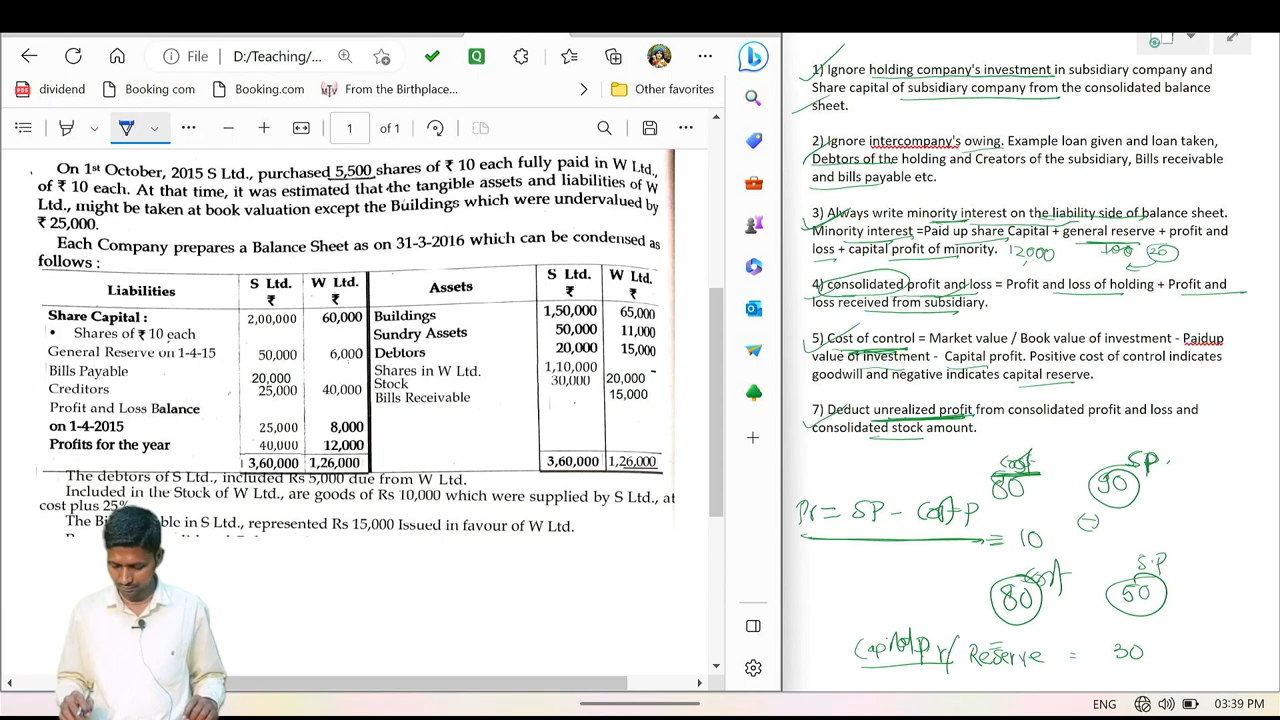 File
D:/Teaching/...
dividend
Booking.com
Booking.com
From the Birthplace...
Other favorites
1
of 1
On 1st October, 2015 S Ltd., purchased 5,500 shares of ₹ 10 each fully paid in W Ltd.,
of ₹ 10 each. At that time, it was estimated that the tangible assets and liabilities of W
Ltd., might be taken at book valuation except the Buildings which were undervalued by
₹ 25,000.
Each Company prepares a Balance Sheet as on 31-3-2016 which can be condensed as
follows :
Liabilities S Ltd. ₹ W Ltd. ₹ Assets S Ltd. ₹ W Ltd. ₹
Share Capital : 2,00,000 60,000 Buildings 1,50,000 65,000
• Shares of ₹ 10 each Sundry Assets 50,000 11,000
General Reserve on 1-4-15 50,000 6,000 Debtors 20,000 15,000
Bills Payable 20,000 Shares in W Ltd. 1,10,000
Creditors 25,000 40,000 Stock 30,000 20,000
Profit and Loss Balance Bills Receivable 15,000
on 1-4-2015 25,000 8,000
Profits for the year 40,000 12,000
3,60,000 1,26,000 3,60,000 1,26,000
The debtors of S Ltd., included Rs 5,000 due from W Ltd.
Included in the Stock of W Ltd., are goods of Rs 10,000 which were supplied by S Ltd., at
cost plus 25%
The Bi able in S Ltd., represented Rs 15,000 Issued in favour of W Ltd.
1) Ignore holding company's investment in subsidiary company and
Share capital of subsidiary company from the consolidated balance
sheet.
2) Ignore intercompany's owing. Example loan given and loan taken,
Debtors of the holding and Creators of the subsidiary, Bills receivable
and bills payable etc.
3) Always write minority interest on the liability side of balance sheet.
Minority interest =Paid up share Capital + general reserve + profit and
loss + capital profit of minority. 12000 100 20
4) consolidated profit and loss = Profit and loss of holding + Profit and
loss received from subsidiary.
5) Cost of control = Market value / Book value of investment - Paidup
value of investment - Capital profit. Positive cost of control indicates
goodwill and negative indicates capital reserve.
7) Deduct unrealized profit from consolidated profit and loss and
consolidated stock amount.
cost SP.
80 90
Pr = SP - cost = P
= 10
cost S.P
80 50
Capital Pr/ Reserve = 30
ENG
03:39 PM